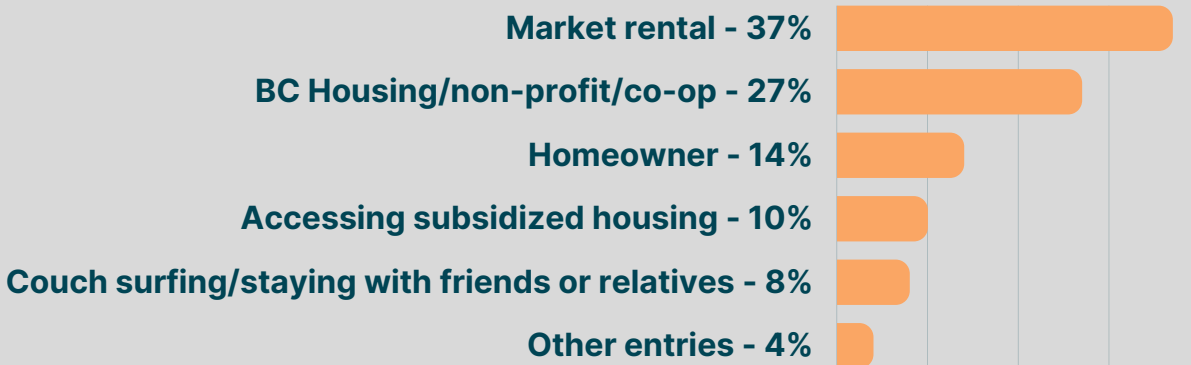 Market rental - 37%
BC Housing/non-profit/co-op - 27%
Homeowner - 14%
Accessing subsidized housing - 10%
Couch surfing/staying with friends or relatives - 8%
Other entries - 4%